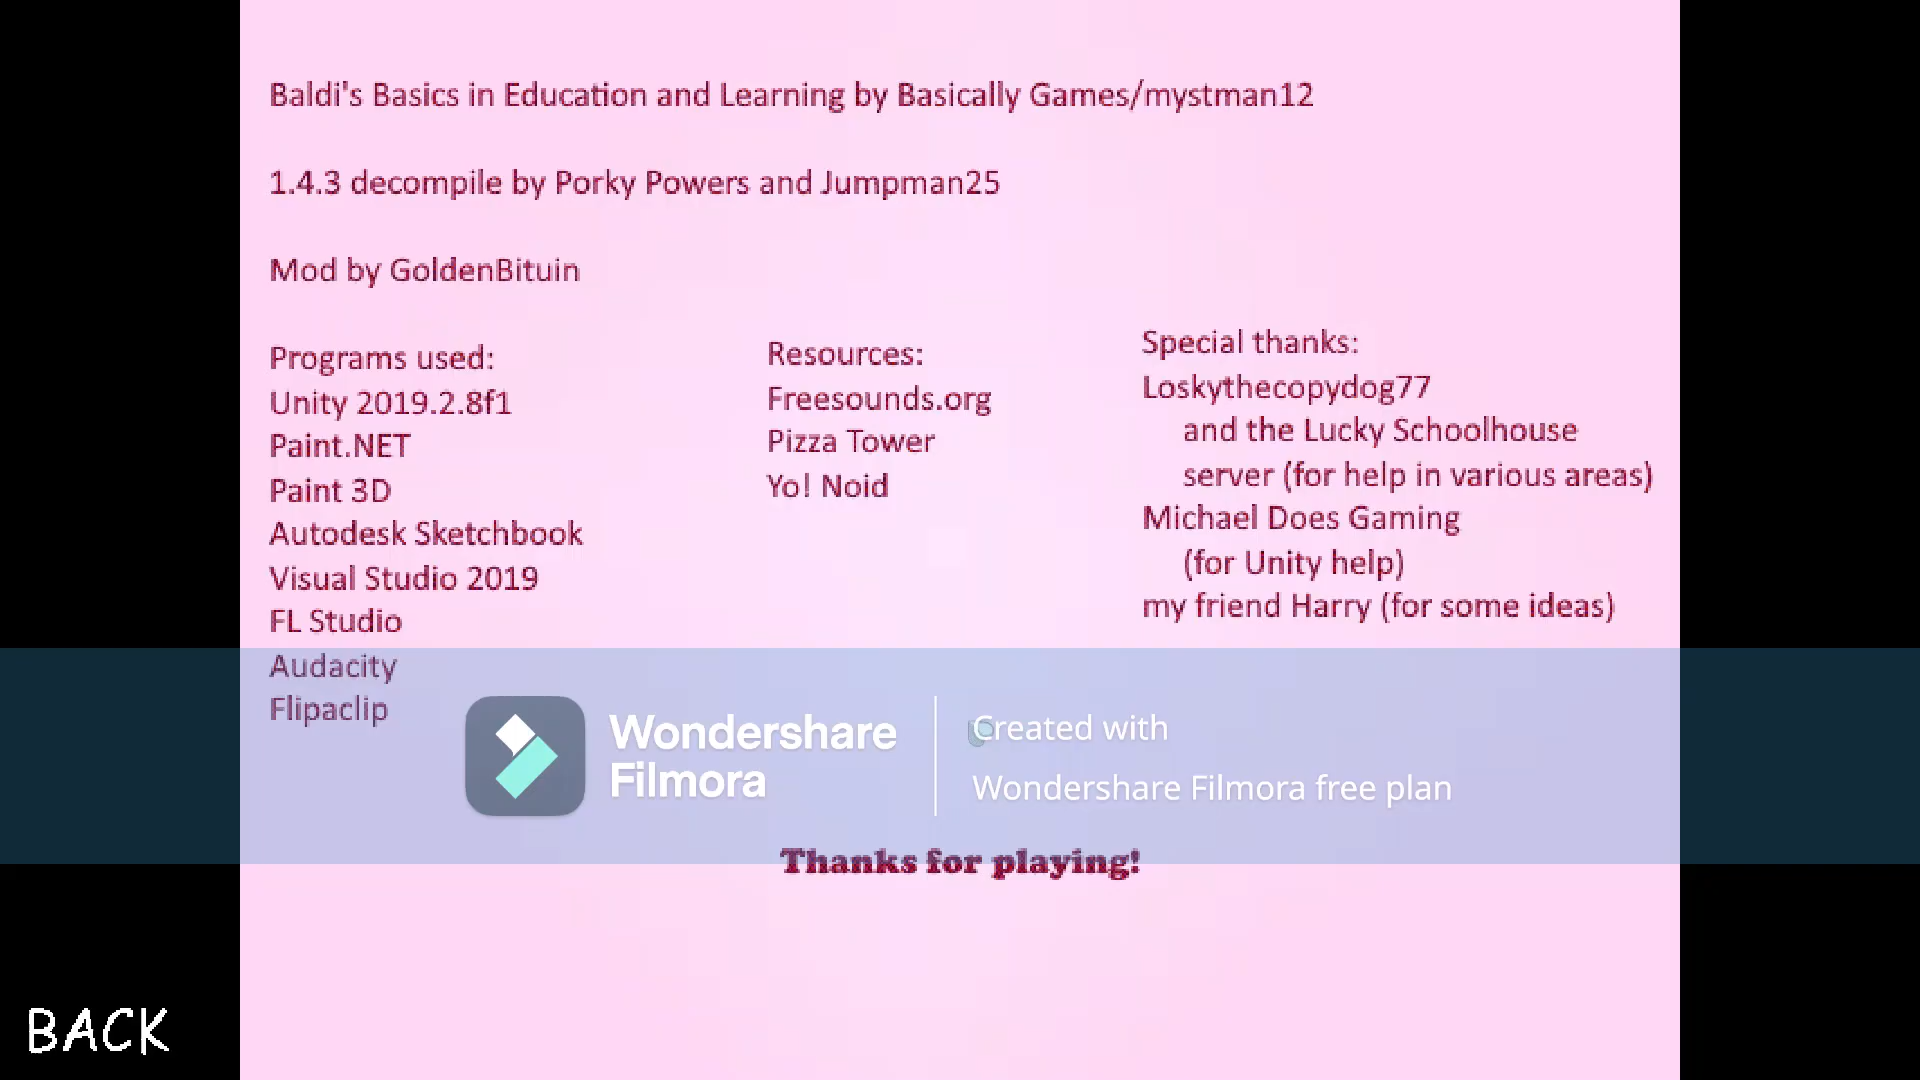 Baldi's Basics in Education and Learning by Basically Games/mystman12
1.4.3 decompile by Porky Powers and Jumpman25
Mod by GoldenBituin
Programs used:
Unity 2019.2.8f1
Paint.NET
Paint 3D
Autodesk Sketchbook
Visual Studio 2019
FL Studio
Audacity
Flipaclip
Resources:
Freesounds.org
Pizza Tower
Yo! Noid
Special thanks:
Loskythecopydog77
and the Lucky Schoolhouse
server (for help in various areas)
Michael Does Gaming
(for Unity help)
my friend Harry (for some ideas)
Wondershare
Filmora
Created with
Wondershare Filmora free plan
Thanks for playing!
BACK